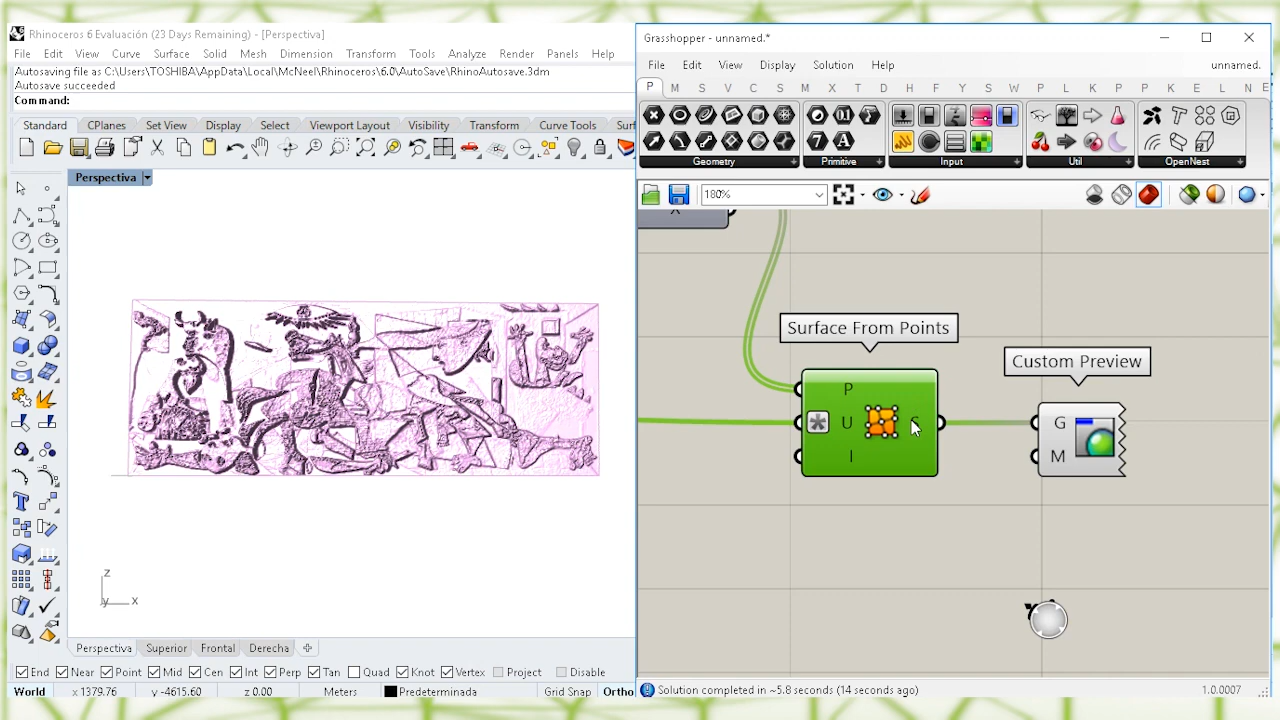 Rhinoceros 6 Evaluación (23 Days Remaining) - [Perspectiva]
File Edit View Curve Surface Solid Mesh Dimension Transform Tools Analyze Render Panels Help
Autosaving file as C:\Users\TOSHIBA\AppData\Local\McNeel\Rhinoceros\6.0\AutoSave\RhinoAutosave.3dm
Autosave succeeded
Command:
Standard CPlanes Set View Display Select Viewport Layout Visibility Transform Curve Tools Surf
Perspectiva
z
y x
Perspectiva Superior Frontal Derecha
End Near Point Mid Cen Int Perp Tan Quad Knot Vertex Project Disable
World x 1379.76 y -4615.60 z 0.00 Meters Predeterminada Grid Snap Ortho
Grasshopper - unnamed.*
File Edit View Display Solution Help unnamed.
P M S V C S M X T D H F Y S W P L K P P K E L N E
Geometry Primitive Input Util OpenNest
180%
X
Surface From Points
Custom Preview
P
U S
I
G
M
Solution completed in ~5.8 seconds (14 seconds ago) 1.0.0007